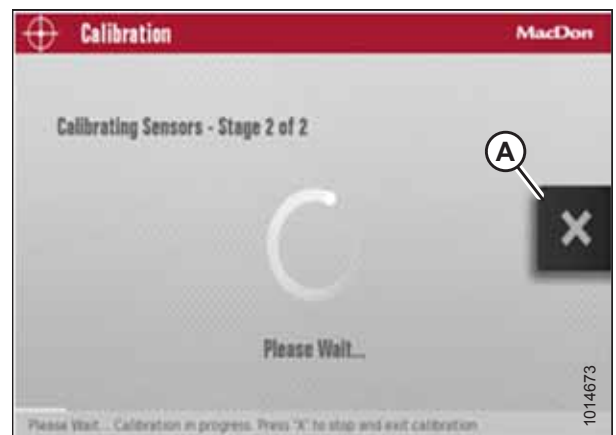 Calibration
MacDon
Calibrating Sensors - Stage 2 of 2
A
X
Please Wait...
1014673
Please Wait... Calibration in progress. Press "X" to stop and exit calibration